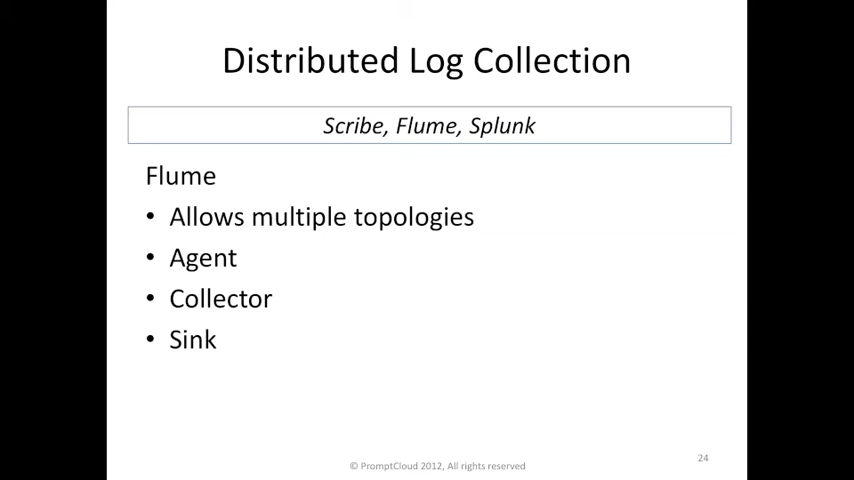 Distributed Log Collection
Scribe, Flume, Splunk
Flume
• Allows multiple topologies
• Agent
• Collector
• Sink
© PromptCloud 2012, All rights reserved
24